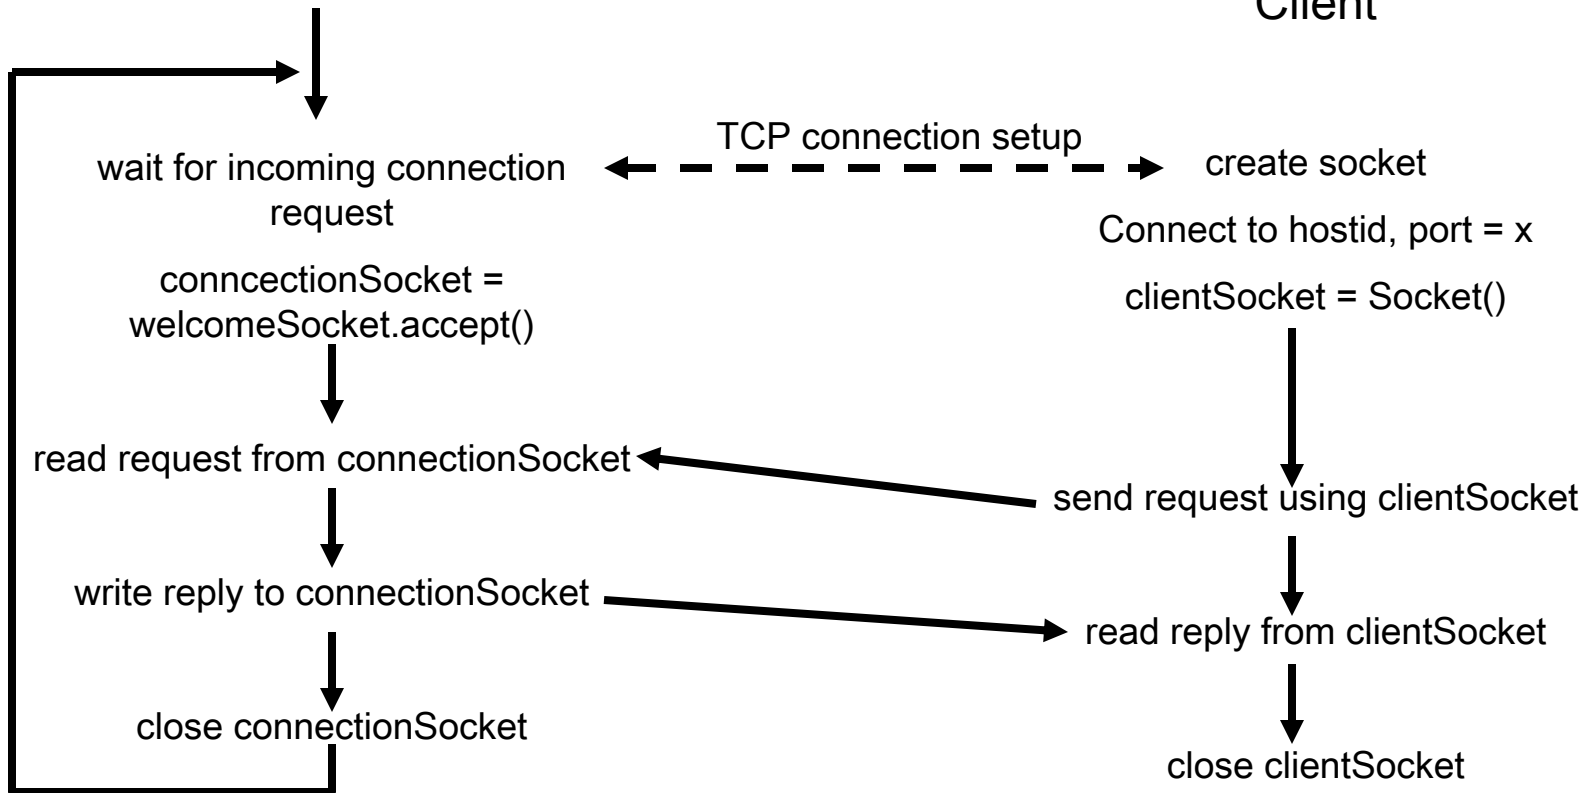 Client
TCP connection setup
wait for incoming connection
request
conncectionSocket =
welcomeSocket.accept()
read request from connectionSocket
write reply to connectionSocket
close connectionSocket
create socket
Connect to hostid, port = x
clientSocket = Socket()
send request using clientSocket
read reply from clientSocket
close clientSocket